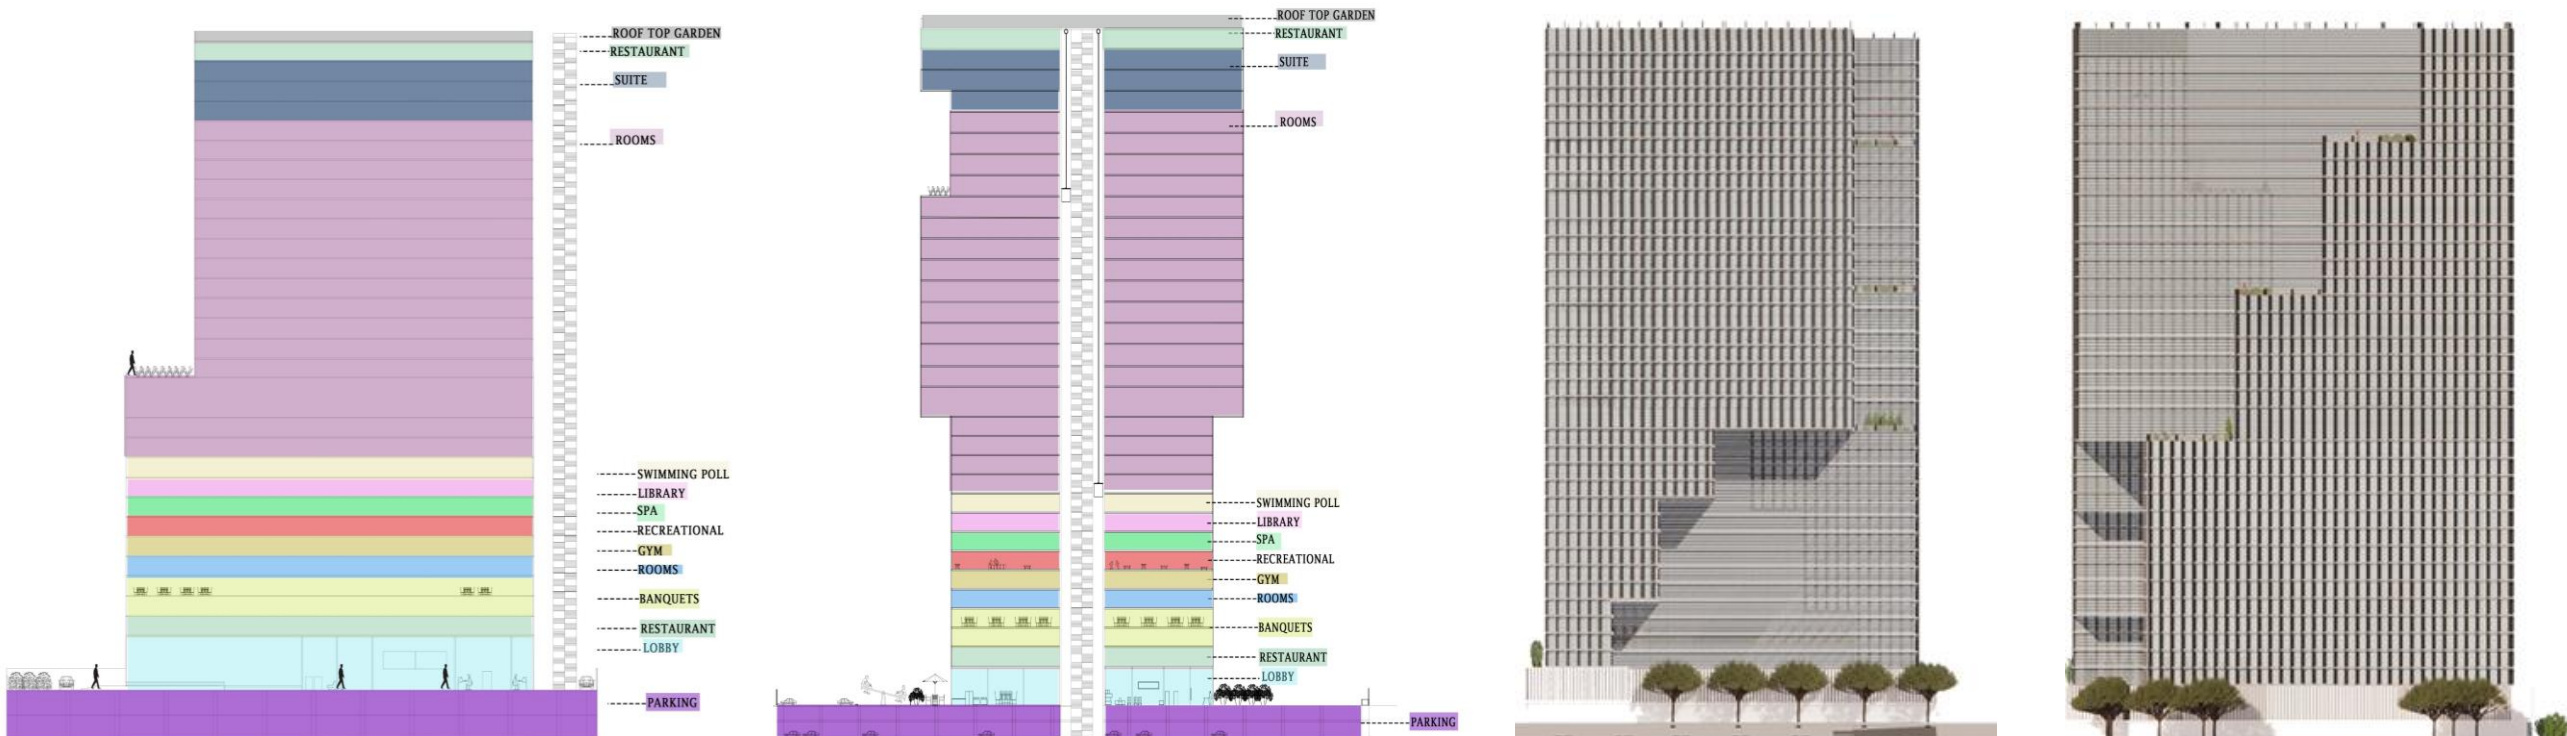 ROOF TOP GARDEN
RESTAURANT
SUITE
ROOMS
SWIMMING POLL
LIBRARY
SPA
RECREATIONAL
GYM
ROOMS
BANQUETS
RESTAURANT
LOBBY
PARKING
ROOF TOP GARDEN
RESTAURANT
SUITE
ROOMS
SWIMMING POLL
LIBRARY
SPA
RECREATIONAL
GYM
ROOMS
BANQUETS
RESTAURANT
LOBBY
PARKING